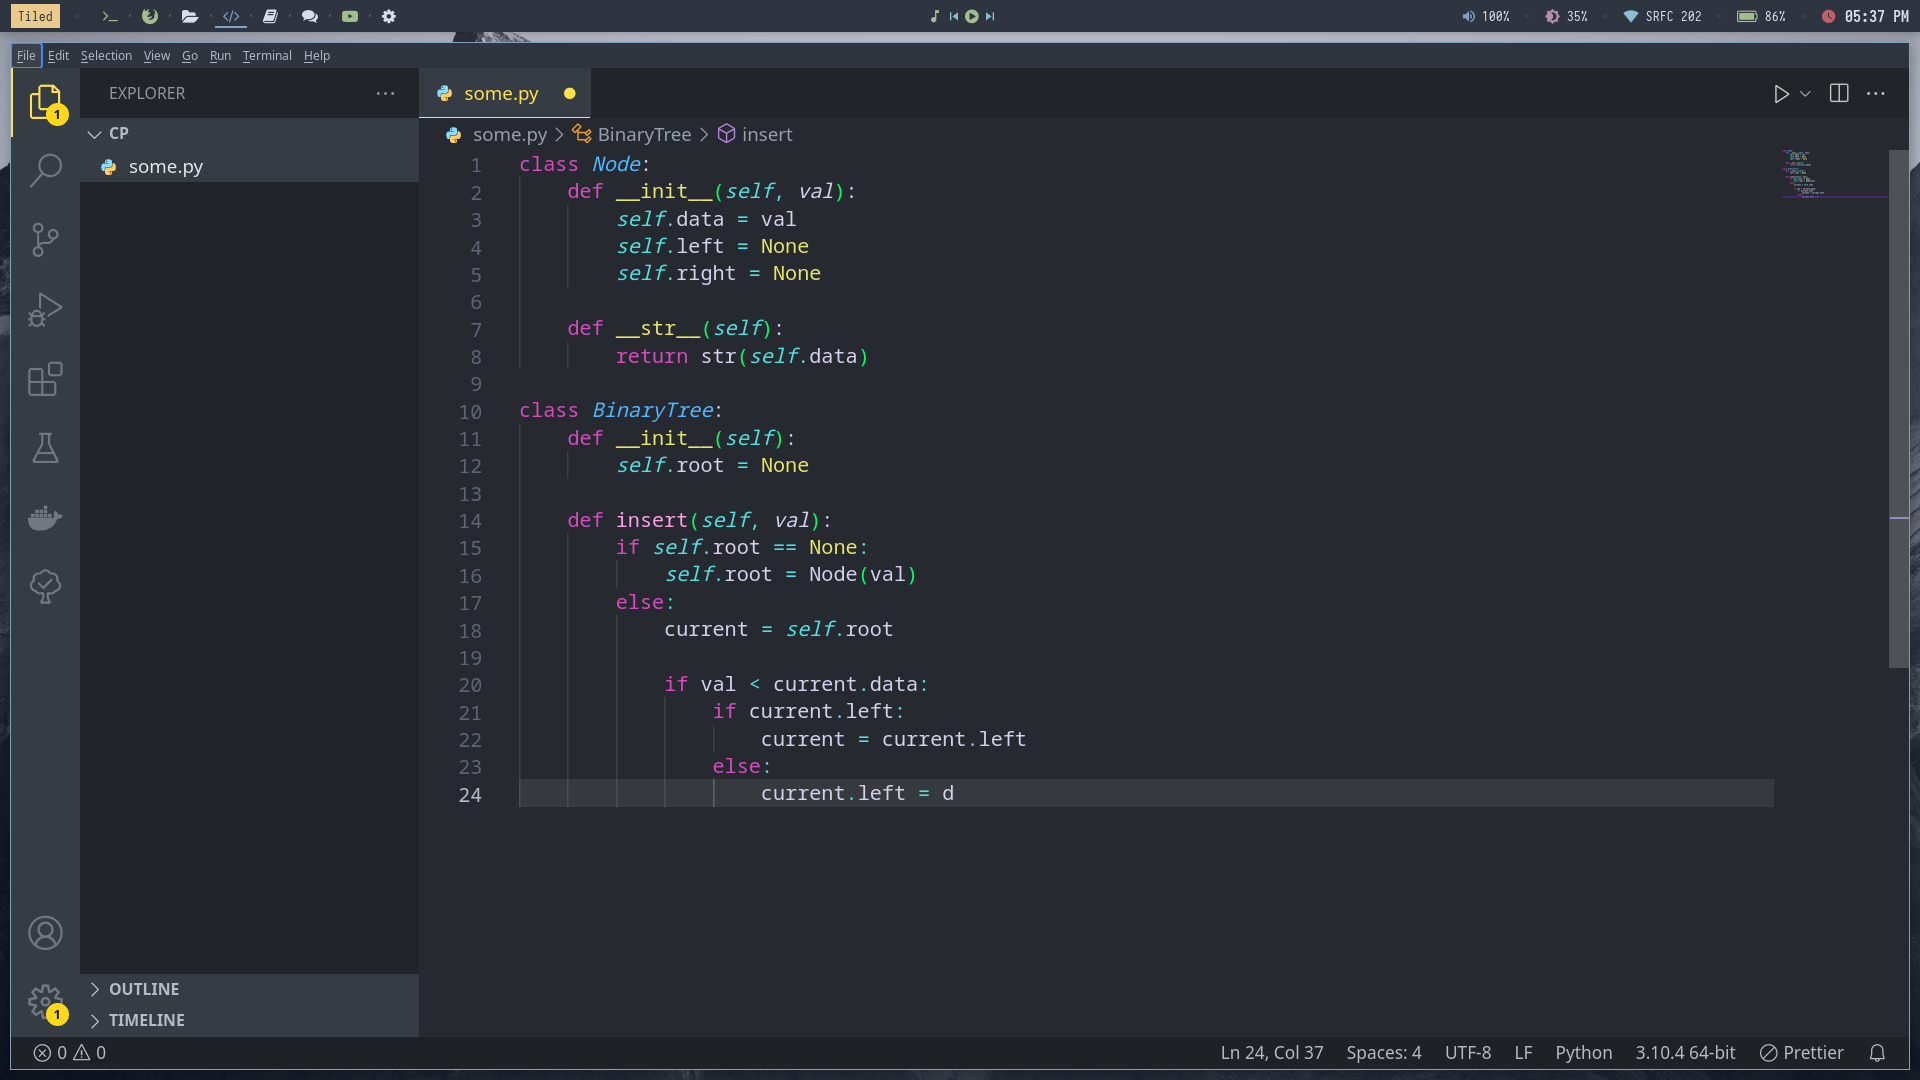 Tiled
100%
35%
SRFC 202
86%
05:37 PM
File Edit Selection View Go Run Terminal Help
1
EXPLORER
CP
some.py
some.py
some.py > BinaryTree > insert
1 class Node:
2 def __init__(self, val):
3 self.data = val
4 self.left = None
5 self.right = None
6
7 def __str__(self):
8 return str(self.data)
9
10 class BinaryTree:
11 def __init__(self):
12 self.root = None
13
14 def insert(self, val):
15 if self.root == None:
16 self.root = Node(val)
17 else:
18 current = self.root
19
20 if val < current.data:
21 if current.left:
22 current = current.left
23 else:
24 current.left = d
OUTLINE
TIMELINE
1
0 0
Ln 24, Col 37 Spaces: 4 UTF-8 LF Python 3.10.4 64-bit Prettier